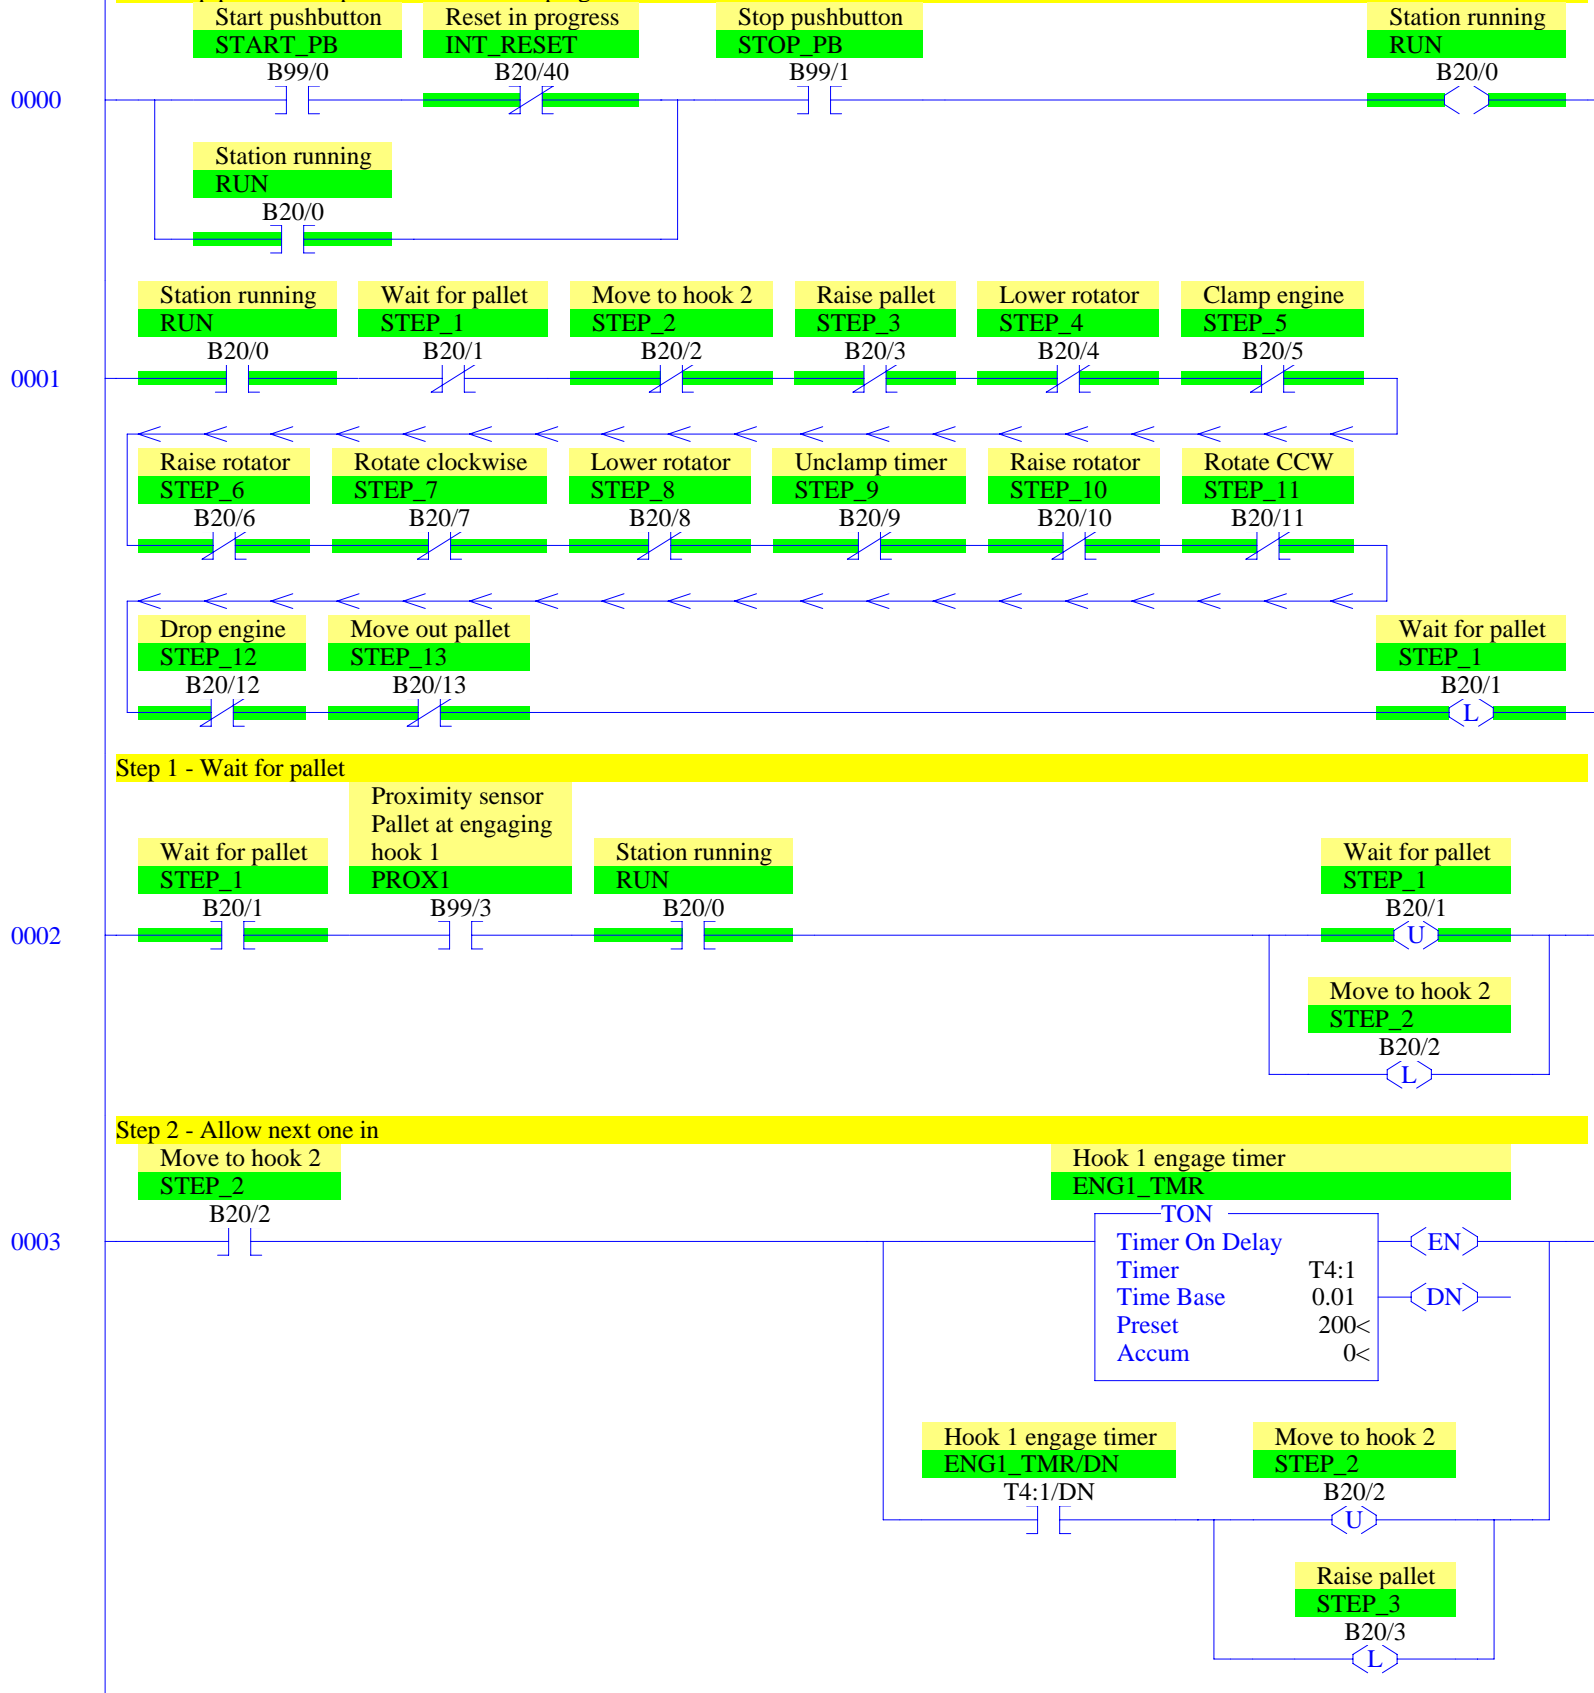 Start pushbutton Reset in progress Stop pushbutton Station running
START_PB INT_RESET STOP_PB RUN
B99/0 B20/40 B99/1 B20/0
0000
Station running
RUN
B20/0
Station running Wait for pallet Move to hook 2 Raise pallet Lower rotator Clamp engine
RUN STEP_1 STEP_2 STEP_3 STEP_4 STEP_5
B20/0 B20/1 B20/2 B20/3 B20/4 B20/5
0001
Raise rotator Rotate clockwise Lower rotator Unclamp timer Raise rotator Rotate CCW
STEP_6 STEP_7 STEP_8 STEP_9 STEP_10 STEP_11
B20/6 B20/7 B20/8 B20/9 B20/10 B20/11
Drop engine Move out pallet Wait for pallet
STEP_12 STEP_13 STEP_1
B20/12 B20/13 B20/1
L
Step 1 - Wait for pallet
Proximity sensor
Pallet at engaging
Wait for pallet hook 1 Station running Wait for pallet
STEP_1 PROX1 RUN STEP_1
B20/1 B99/3 B20/0 B20/1
0002 U
Move to hook 2
STEP_2
B20/2
L
Step 2 - Allow next one in
Move to hook 2 Hook 1 engage timer
STEP_2 ENG1_TMR
B20/2 TON
0003 Timer On Delay EN
Timer T4:1
Time Base 0.01 DN
Preset 200<
Accum 0<
Hook 1 engage timer Move to hook 2
ENG1_TMR/DN STEP_2
T4:1/DN B20/2
U
Raise pallet
STEP_3
B20/3
L